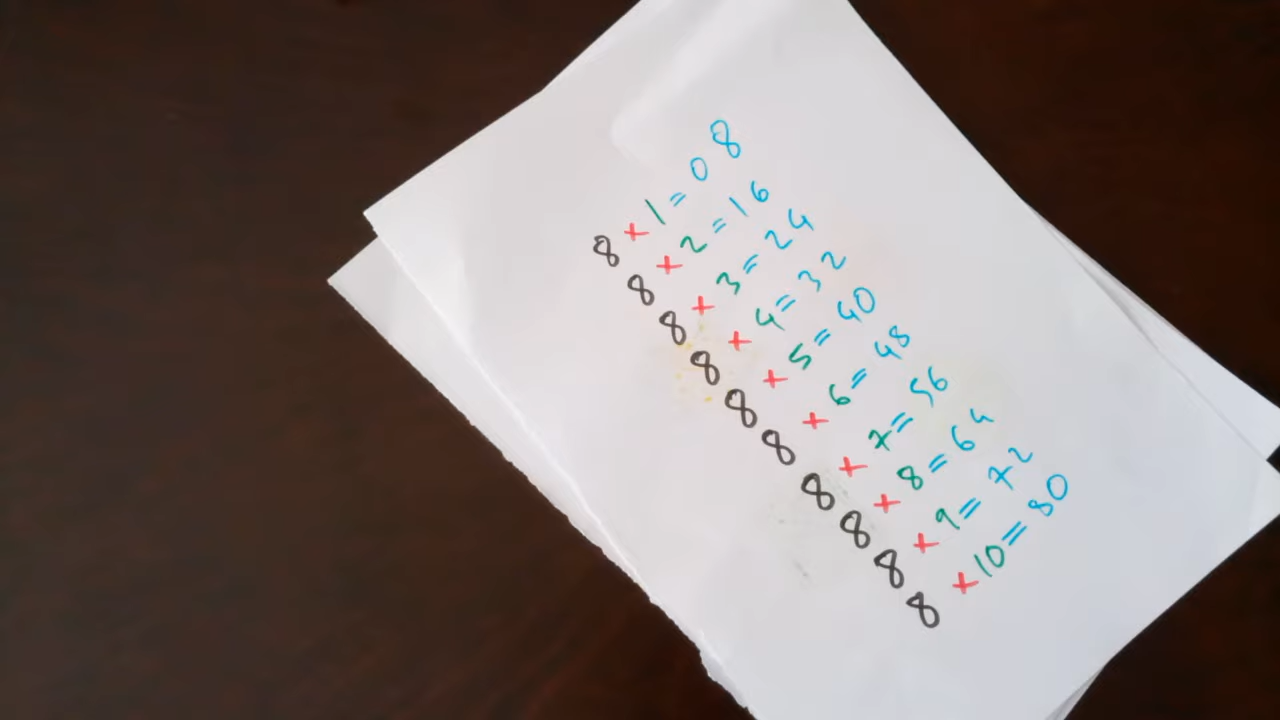 8 × 1 = 08
8 × 2 = 16
8 × 3 = 24
8 × 4 = 32
8 × 5 = 40
8 × 6 = 48
8 × 7 = 56
8 × 8 = 64
8 × 9 = 72
8 × 10 = 80